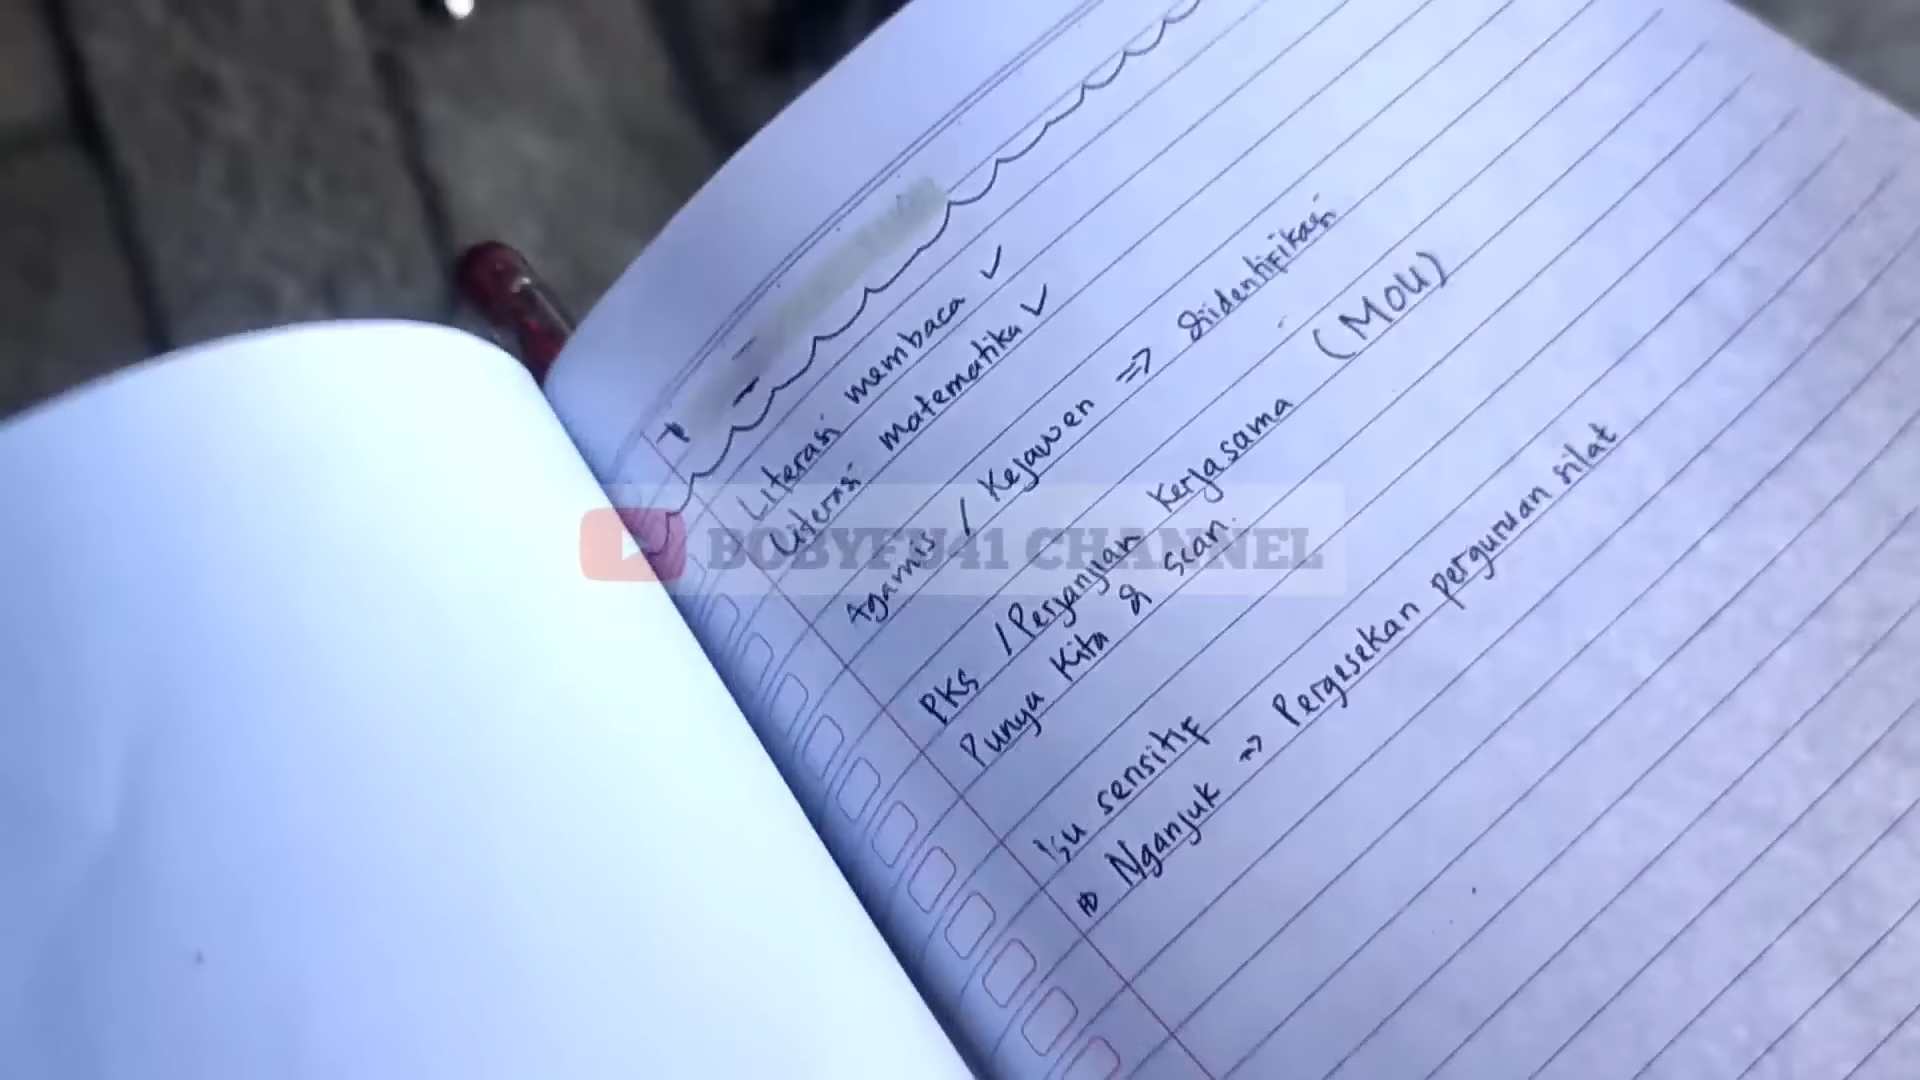 Literasi membaca ✓
Literasi matematika ✓
Agamis / Kejawen => diidentifikasi
PKS / Perjanjian Kerjasama (MOU)
Punya Kita di scan.
Isu sensitif
Nganjuk => Pergesekan perguruan silat
BOBYFU41 CHANNEL